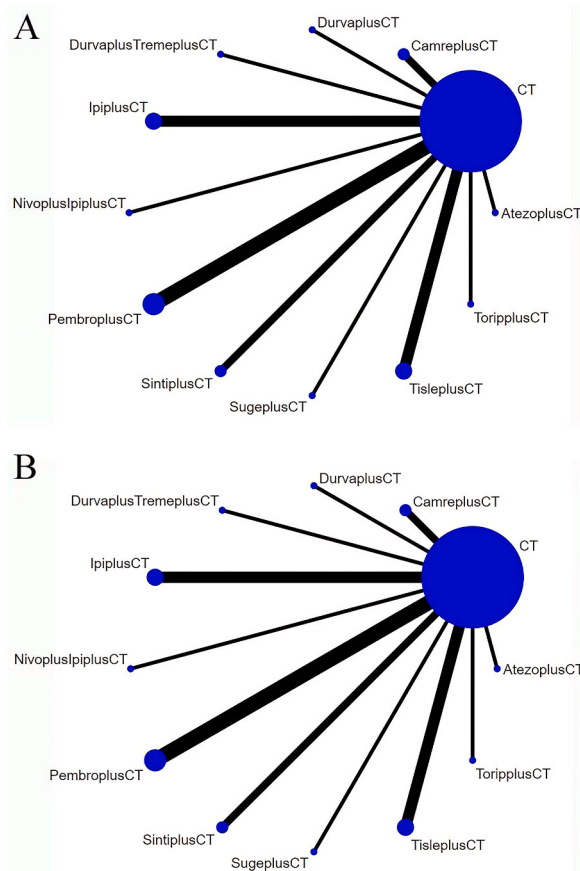 A
DurvaplusCT
DurvaplusTremeplusCT
CamreplusCT
CT
IpiplusCT
NivoplusIpiplusCT
AtezoplusCT
PembroplusCT
ToripplusCT
SintiplusCT
TisleplusCT
SugeplusCT
B
DurvaplusCT
DurvaplusTremeplusCT
CamreplusCT
CT
IpiplusCT
NivoplusIpiplusCT
AtezoplusCT
PembroplusCT
ToripplusCT
SintiplusCT
TisleplusCT
SugeplusCT